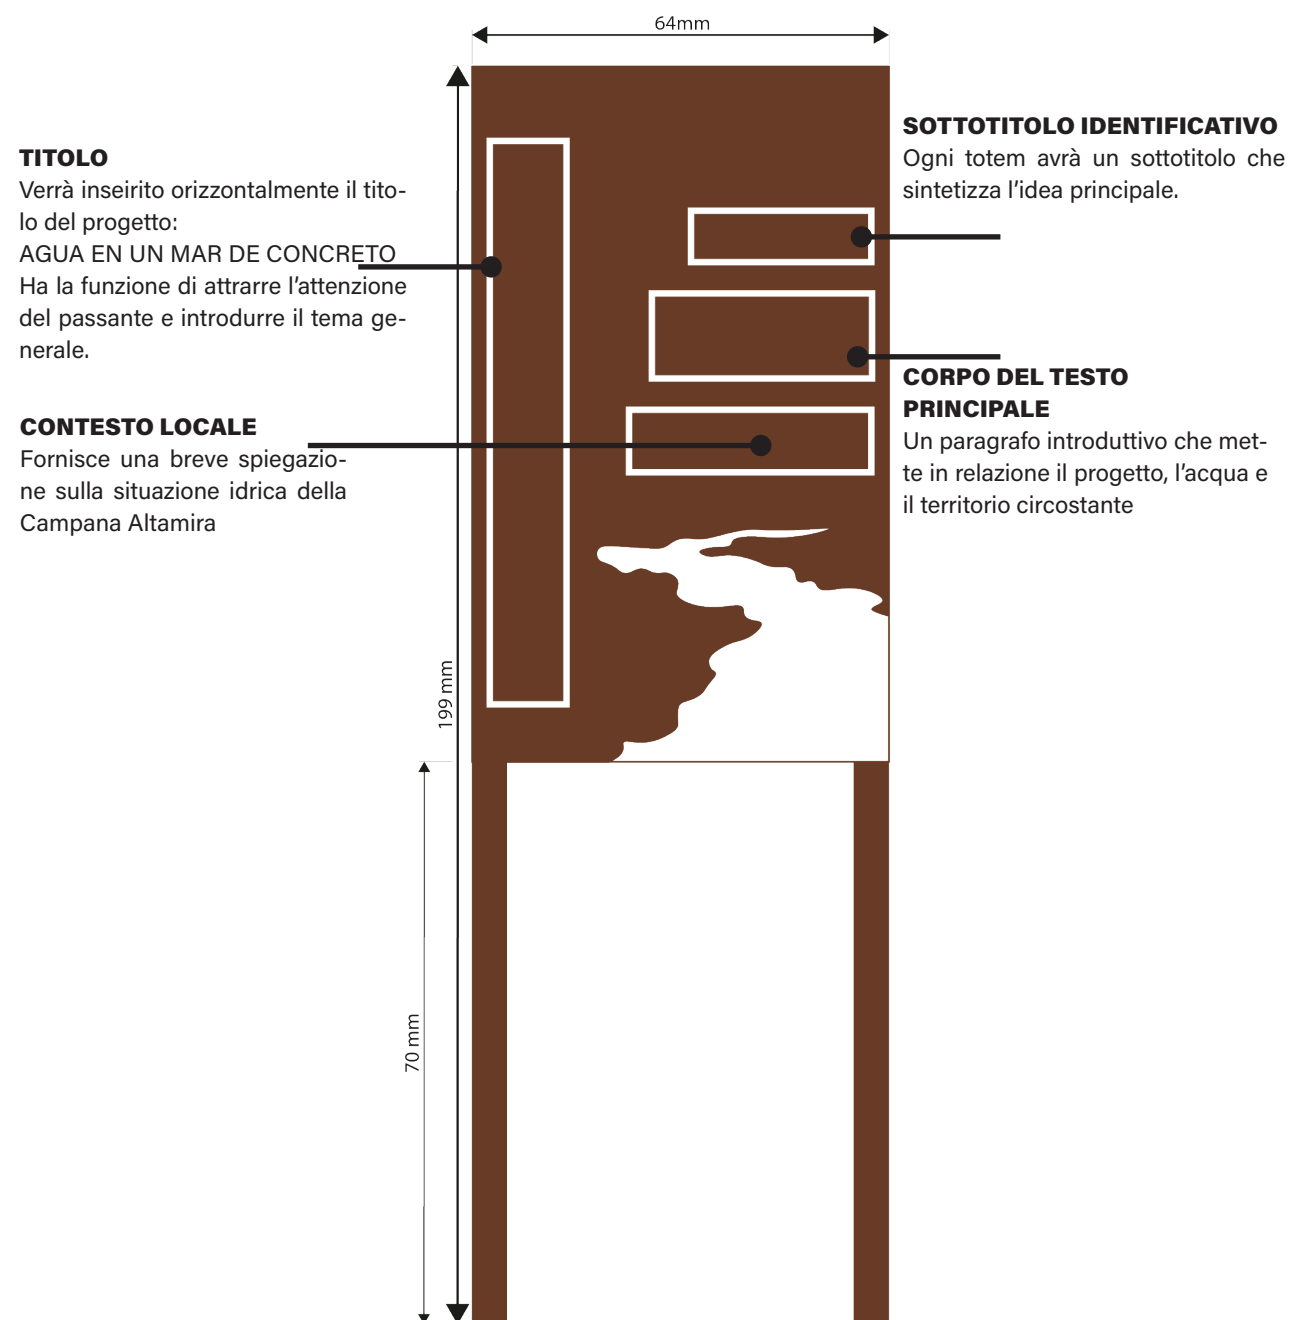 64mm
TITOLO
Verrà inseirito orizzontalmente il tito-
lo del progetto:
AGUA EN UN MAR DE CONCRETO
Ha la funzione di attrarre l'attenzione
del passante e introdurre il tema ge-
nerale.
CONTESTO LOCALE
Fornisce una breve spiegazio-
ne sulla situazione idrica della
Campana Altamira
SOTTOTITOLO IDENTIFICATIVO
Ogni totem avrà un sottotitolo che
sintetizza l'idea principale.
CORPO DEL TESTO
PRINCIPALE
Un paragrafo introduttivo che met-
te in relazione il progetto, l'acqua e
il territorio circostante
199 mm
70 mm